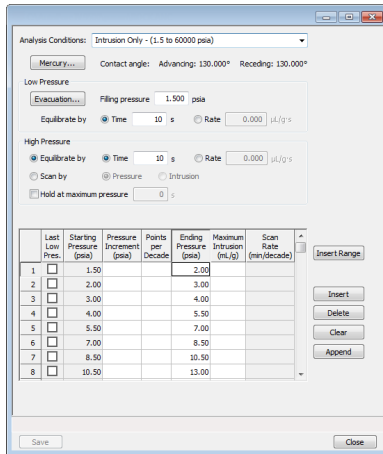 Analysis Conditions: Intrusion Only - (1.5 to 60000 psia)
Mercury... Contact angle: Advancing: 130.000° Receding: 130.000°
Low Pressure
Evacuation... Filling pressure 1.500 psia
Equilibrate by Time 10 s Rate 0.000 µL/g·s
High Pressure
Equilibrate by Time 10 s Rate 0.000 µL/g·s
Scan by Pressure Intrusion
Hold at maximum pressure 0 s
Last Low Pres. Starting Pressure (psia) Pressure Increment (psia) Points per Decade Ending Pressure (psia) Maximum Intrusion (mL/g) Scan Rate (min/decade)
Insert Range
1 1.50 2.00
2 2.00 3.00
Insert
3 3.00 4.00
Delete
4 4.00 5.50
5 5.50 7.00
Clear
6 7.00 8.50
Append
7 8.50 10.50
8 10.50 13.00
Save Close